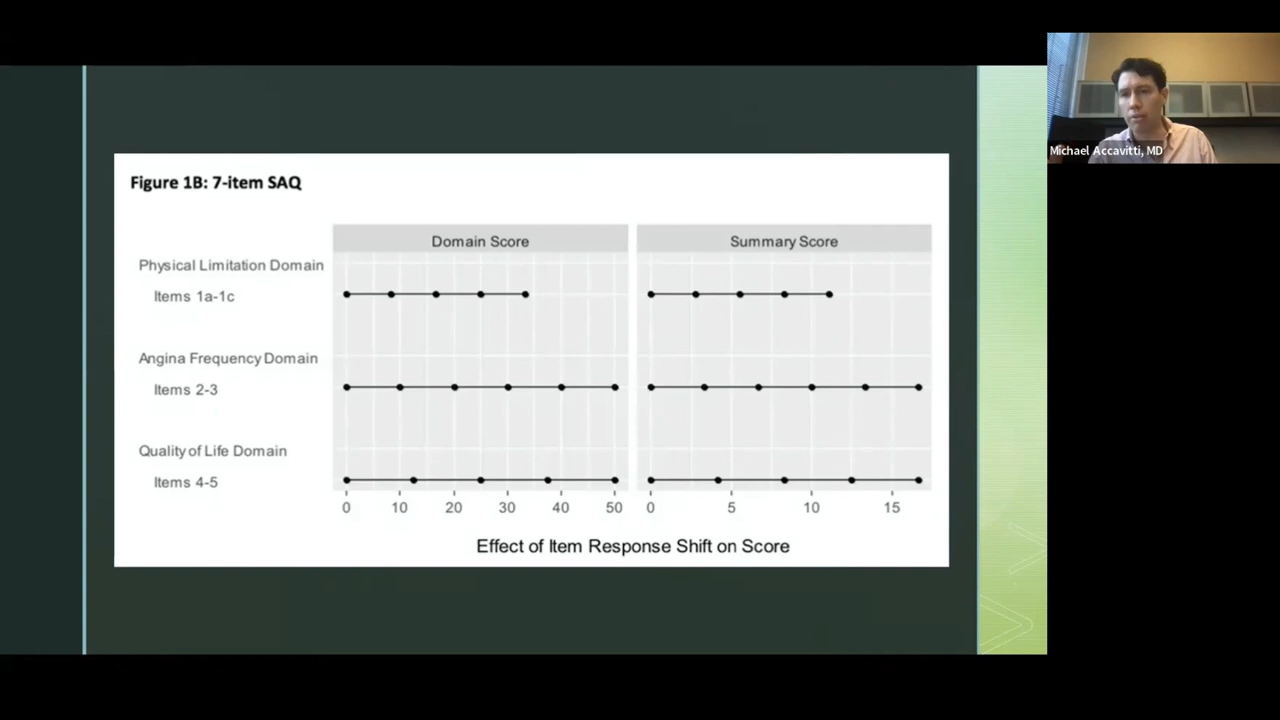 Michael Accavitti, MD
Figure 1B: 7-item SAQ
Domain Score
Summary Score
Physical Limitation Domain
Items 1a-1c
Angina Frequency Domain
Items 2-3
Quality of Life Domain
Items 4-5
0 10 20 30 40 50
0 5 10 15
Effect of Item Response Shift on Score